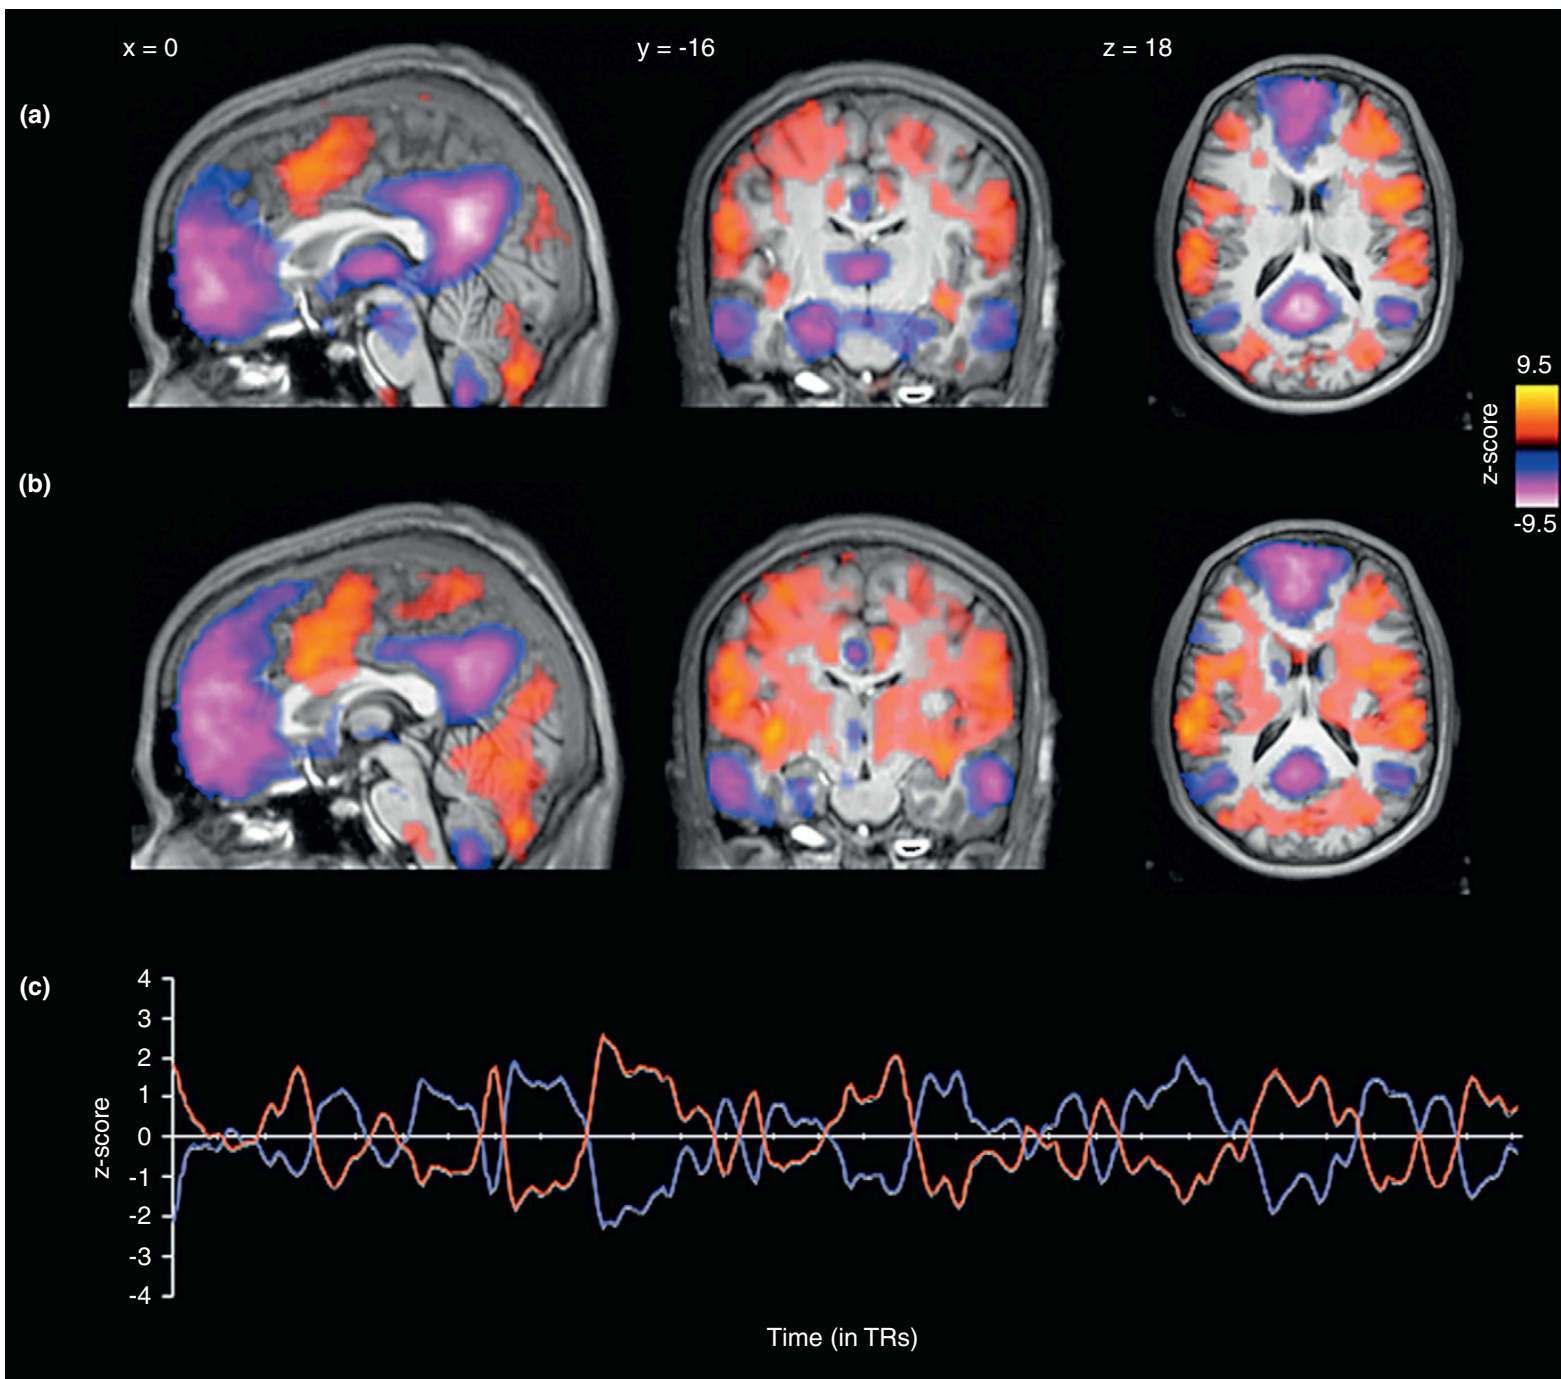 x = 0
y = -16
z = 18
(a)
9.5
z-score
-9.5
(b)
(c)
4
3
2
1
0
-1
-2
-3
-4
z-score
Time (in TRs)